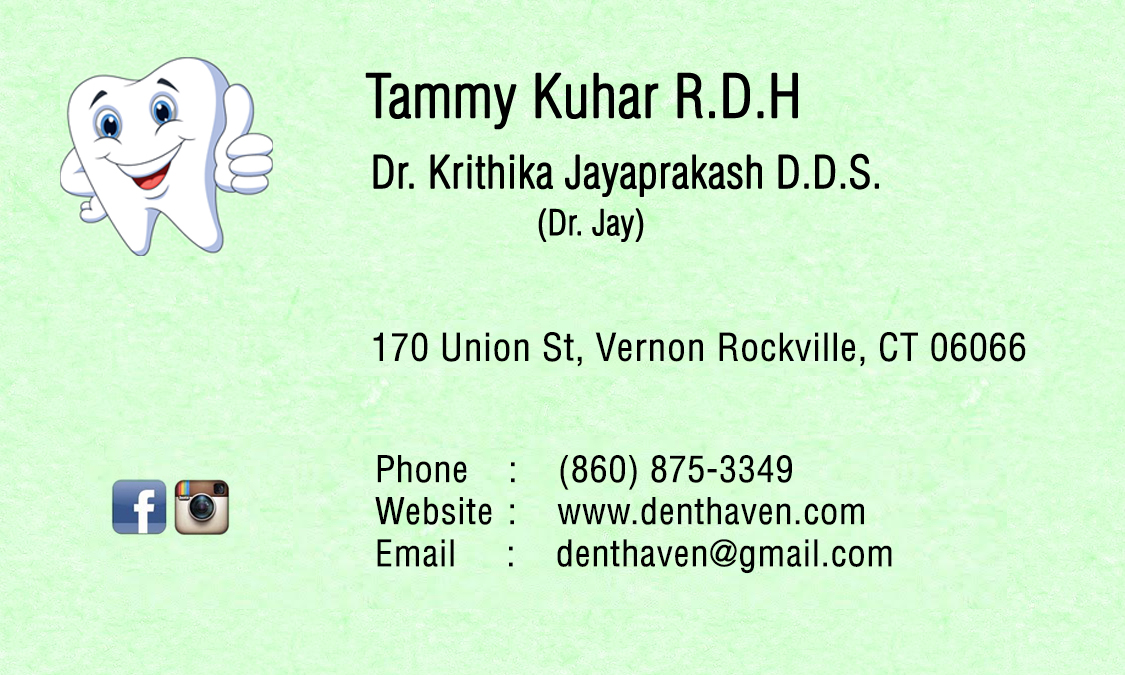 Tammy Kuhar R.D.H
Dr. Krithika Jayaprakash D.D.S.
(Dr. Jay)
170 Union St, Vernon Rockville, CT 06066
Phone : (860) 875-3349
Website : www.denthaven.com
Email : denthaven@gmail.com